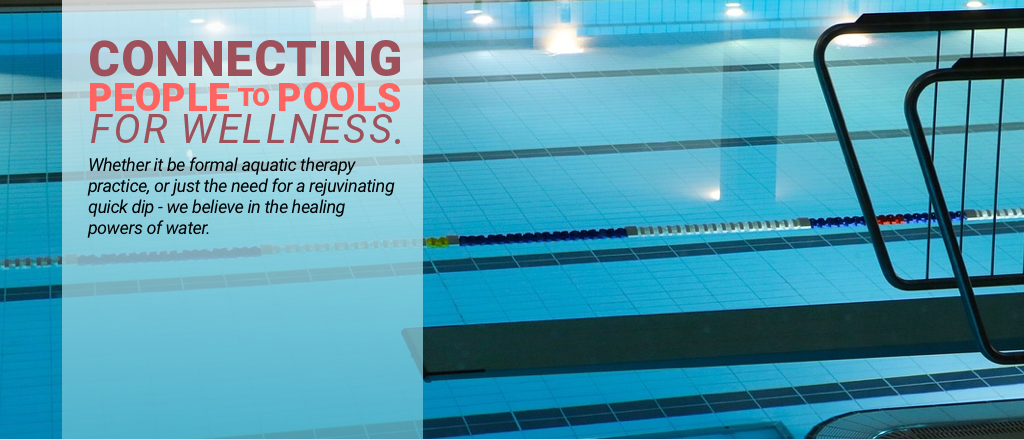 CONNECTING
PEOPLE TO POOLS
FOR WELLNESS.
Whether it be formal aquatic therapy
practice, or just the need for a rejuvinating
quick dip - we believe in the healing
powers of water.